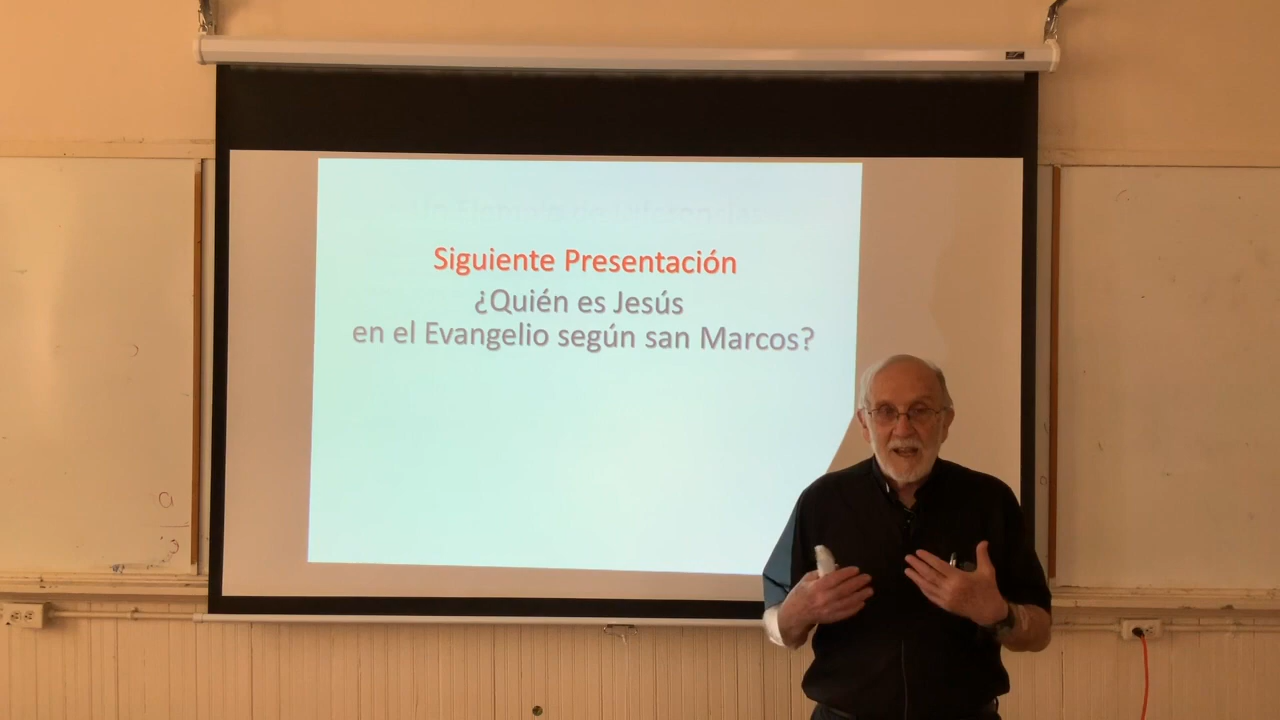 Siguiente Presentación
¿Quién es Jesús
en el Evangelio según san Marcos?